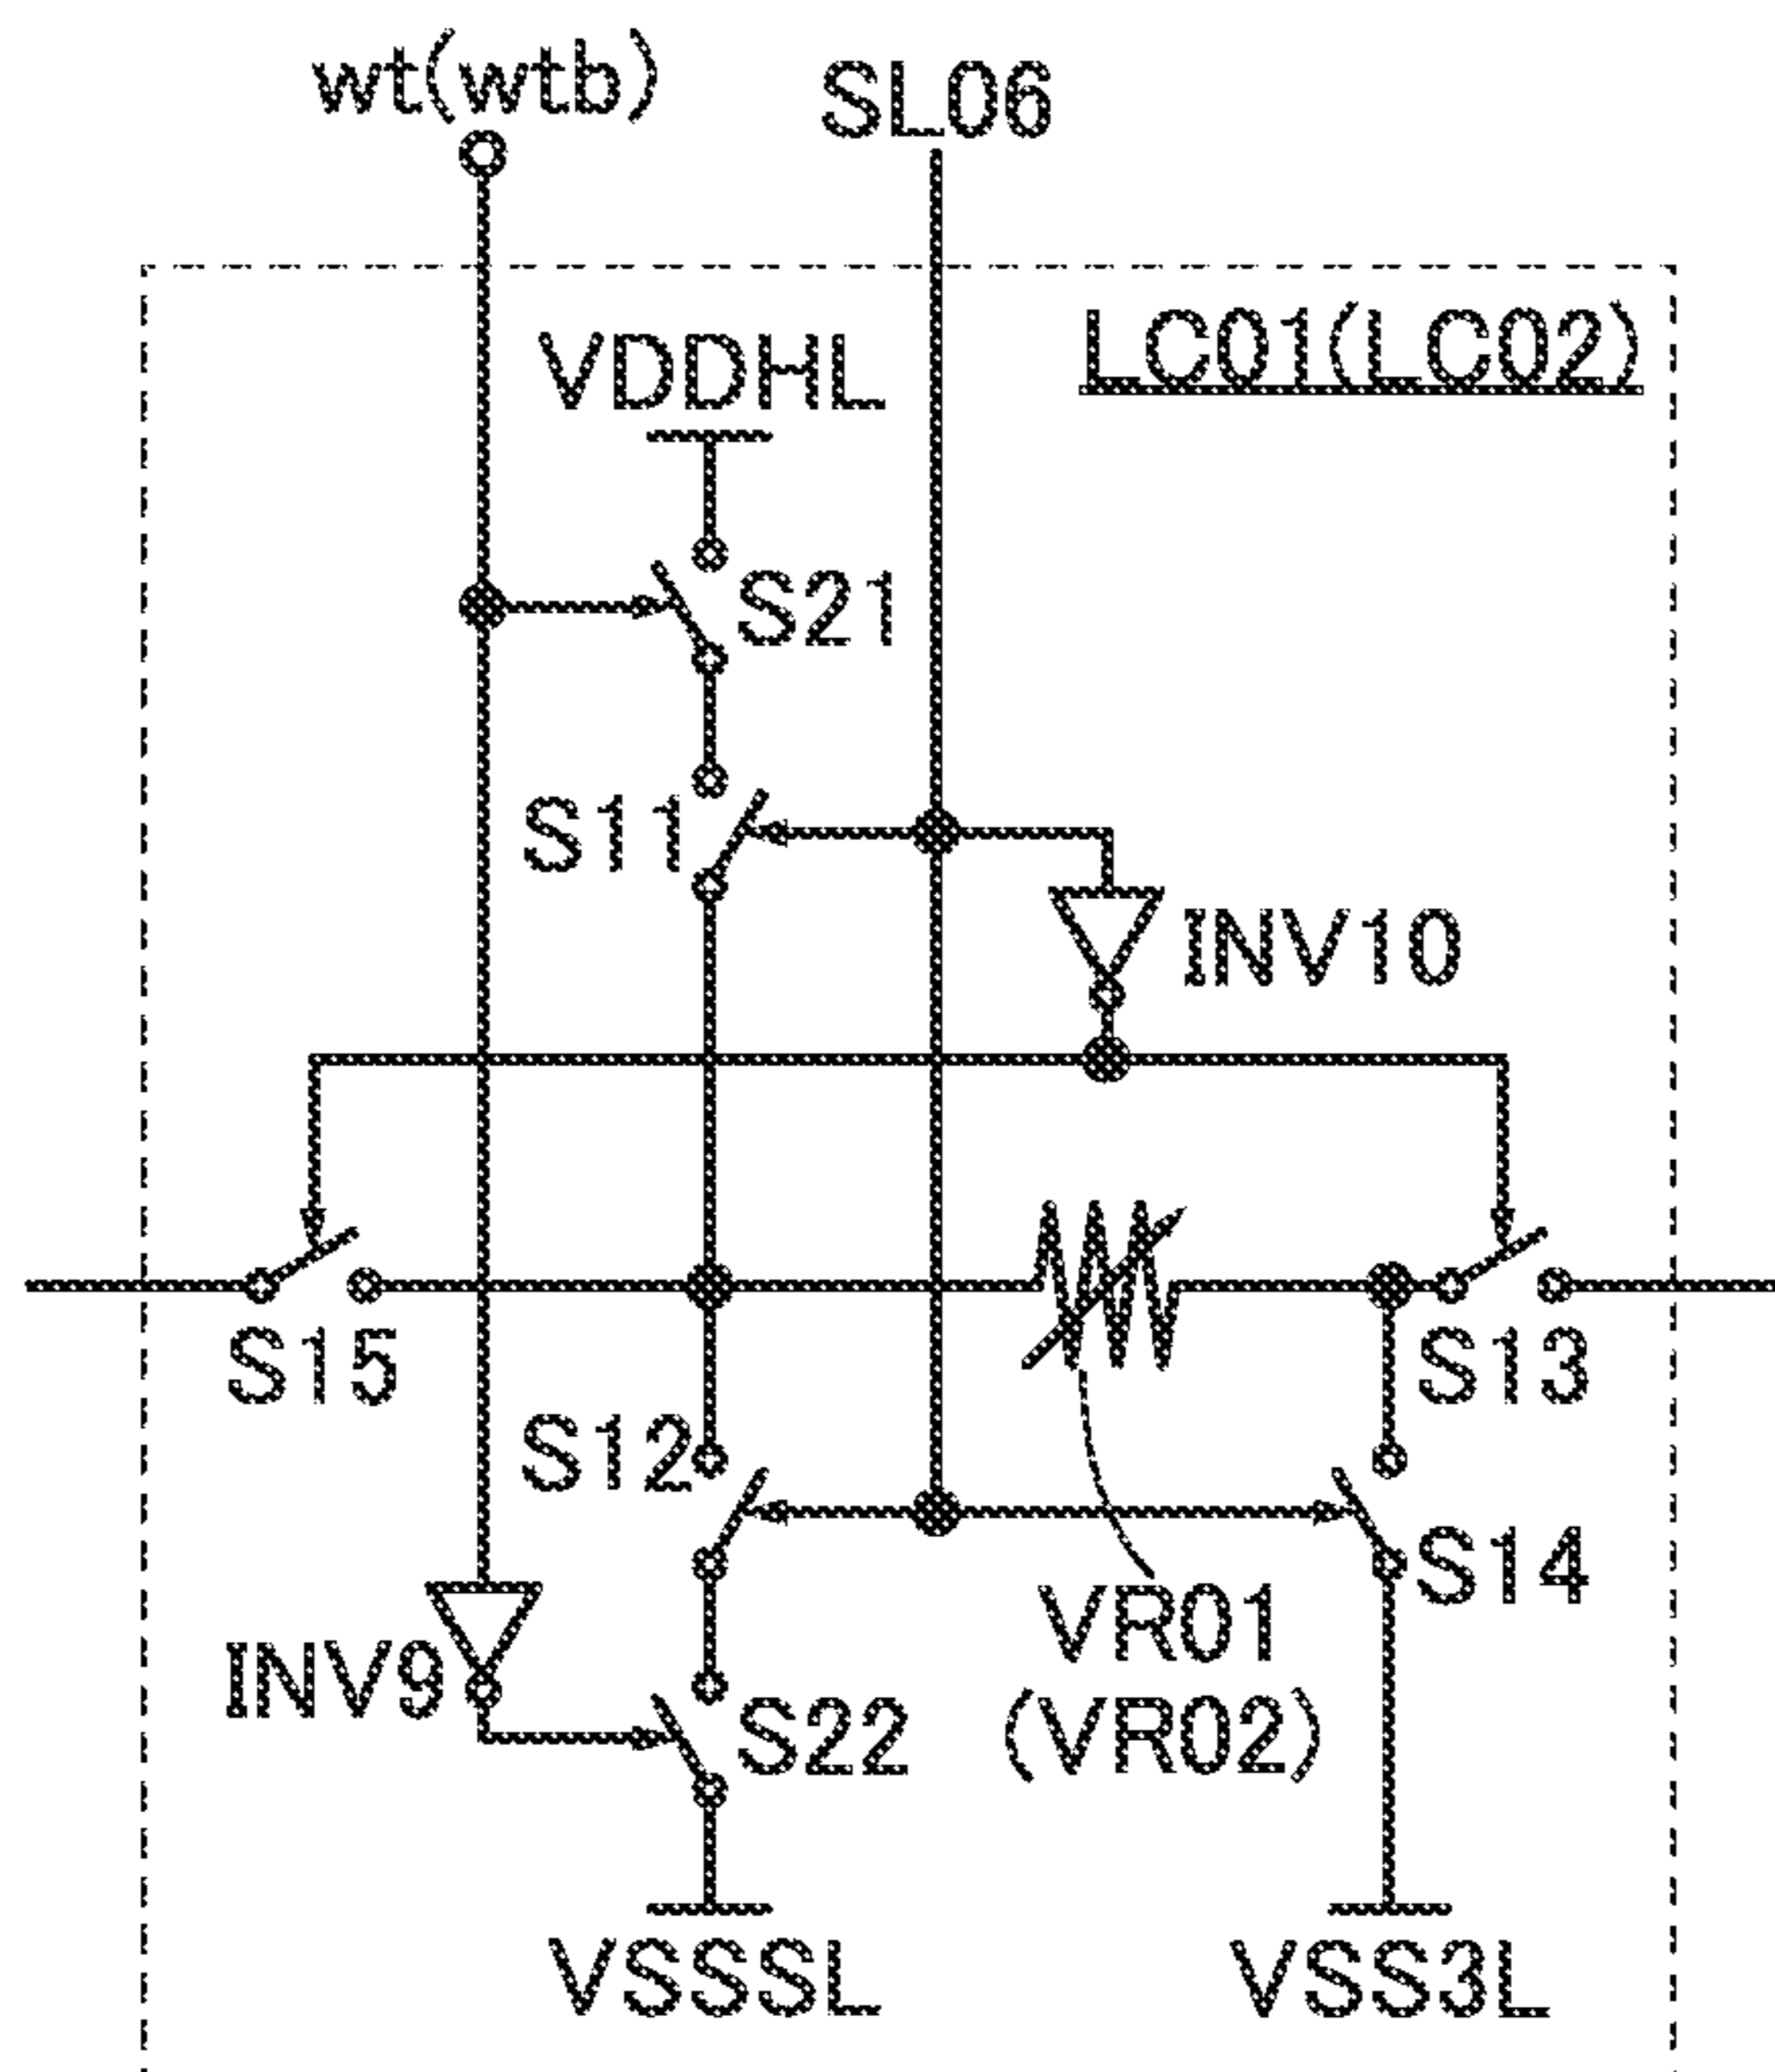 wt(wtb)
SL06
LC01(LC02)
VDDHL
S21
S11
INV10
S15
S13
S12
S14
VR01
(VR02)
INV9
S22
VSSSL
VSS3L